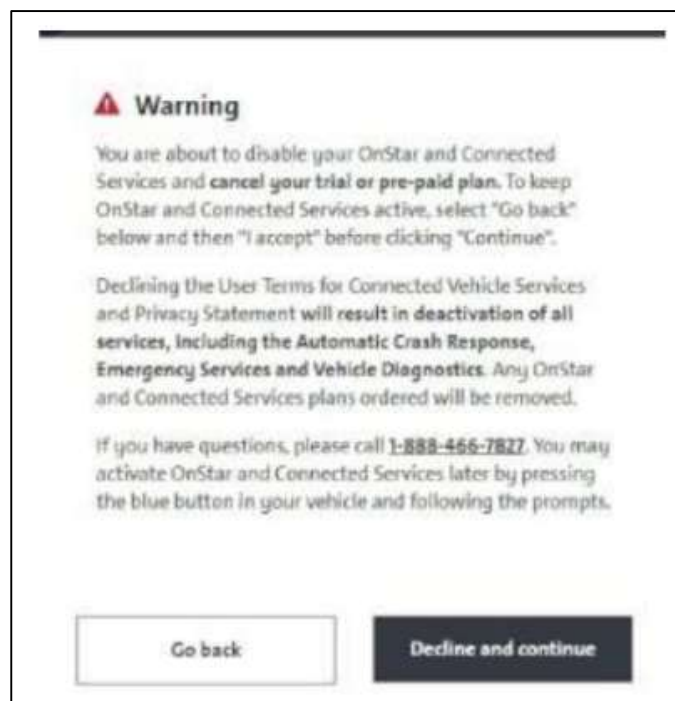 Warning
You are about to disable your OnStar and Connected
Services and cancel your trial or pre-paid plan. To keep
OnStar and Connected Services active, select "Go back"
below and then "I accept" before clicking "Continue".
Declining the User Terms for Connected Vehicle Services
and Privacy Statement will result in deactivation of all
services, including the Automatic Crash Response,
Emergency Services and Vehicle Diagnostics. Any OnStar
and Connected Services plans ordered will be removed.
If you have questions, please call 1-888-466-7827. You may
activate OnStar and Connected Services later by pressing
the blue button in your vehicle and following the prompts.
Go back
Decline and continue